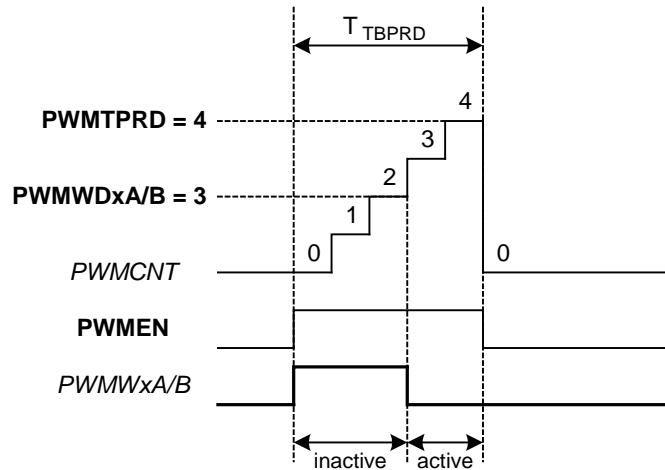 T TBPRD
4
PWMTPRD = 4
3
2
PWMWDxA/B = 3
1
0
0
PWMCNT
PWMEN
PWMWxA/B
inactive
active